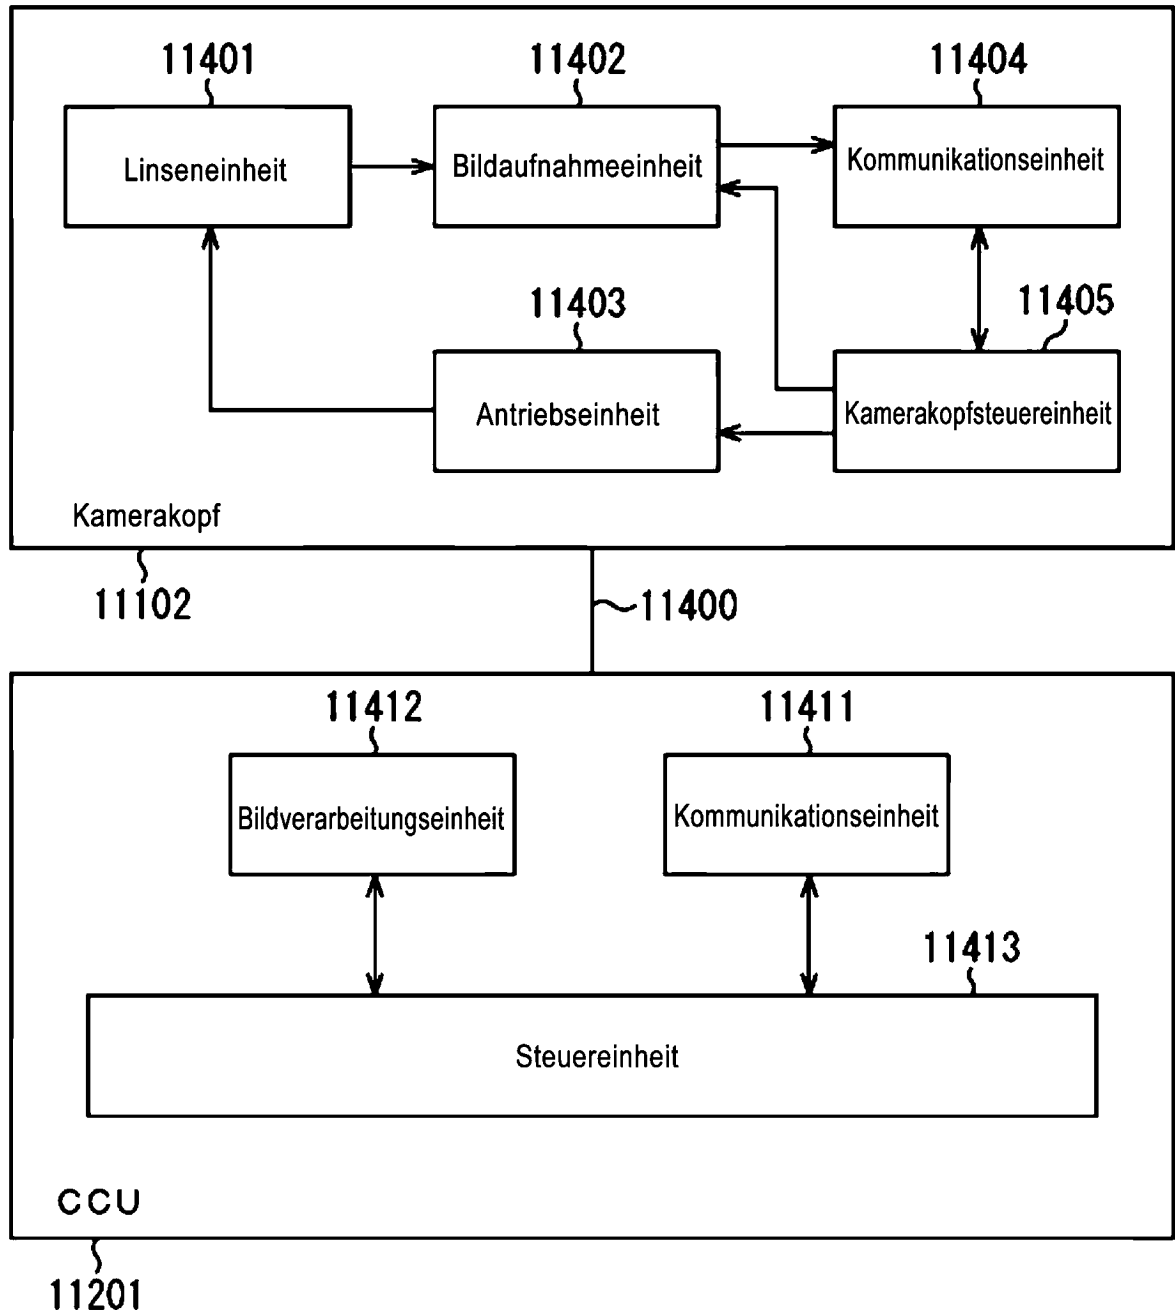 11401
11402
11404
Linseneinheit
Bildaufnahmeeinheit
Kommunikationseinheit
11403
11405
Antriebseinheit
Kamerakopfsteuereinheit
Kamerakopf
11102
11400
11412
11411
Bildverarbeitungseinheit
Kommunikationseinheit
11413
Steuereinheit
CCU
11201